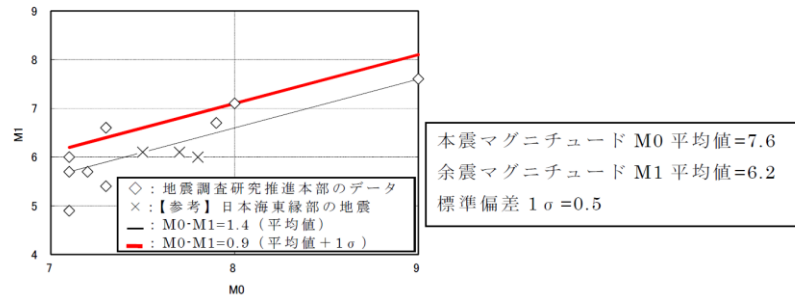 9
8
7
6
5
4
M1
7
8
9
M0
◇：地震調査研究推進本部のデータ
×：【参考】日本海東縁部の地震
―：M0-M1=1.4（平均値）
―：M0-M1=0.9（平均値＋1σ）
本震マグニチュード M0 平均値=7.6
余震マグニチュード M1 平均値=6.2
標準偏差 1σ=0.5